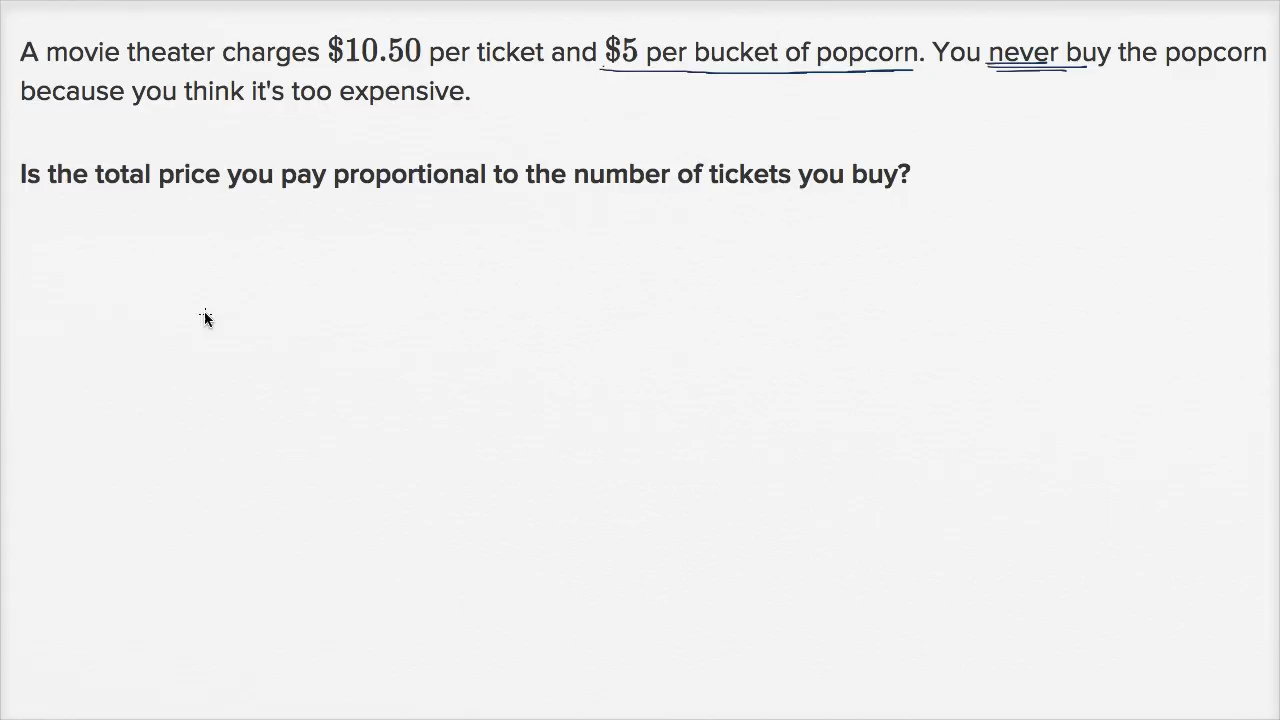 A movie theater charges $10.50 per ticket and $5 per bucket of popcorn. You never buy the popcorn
because you think it's too expensive.
Is the total price you pay proportional to the number of tickets you buy?